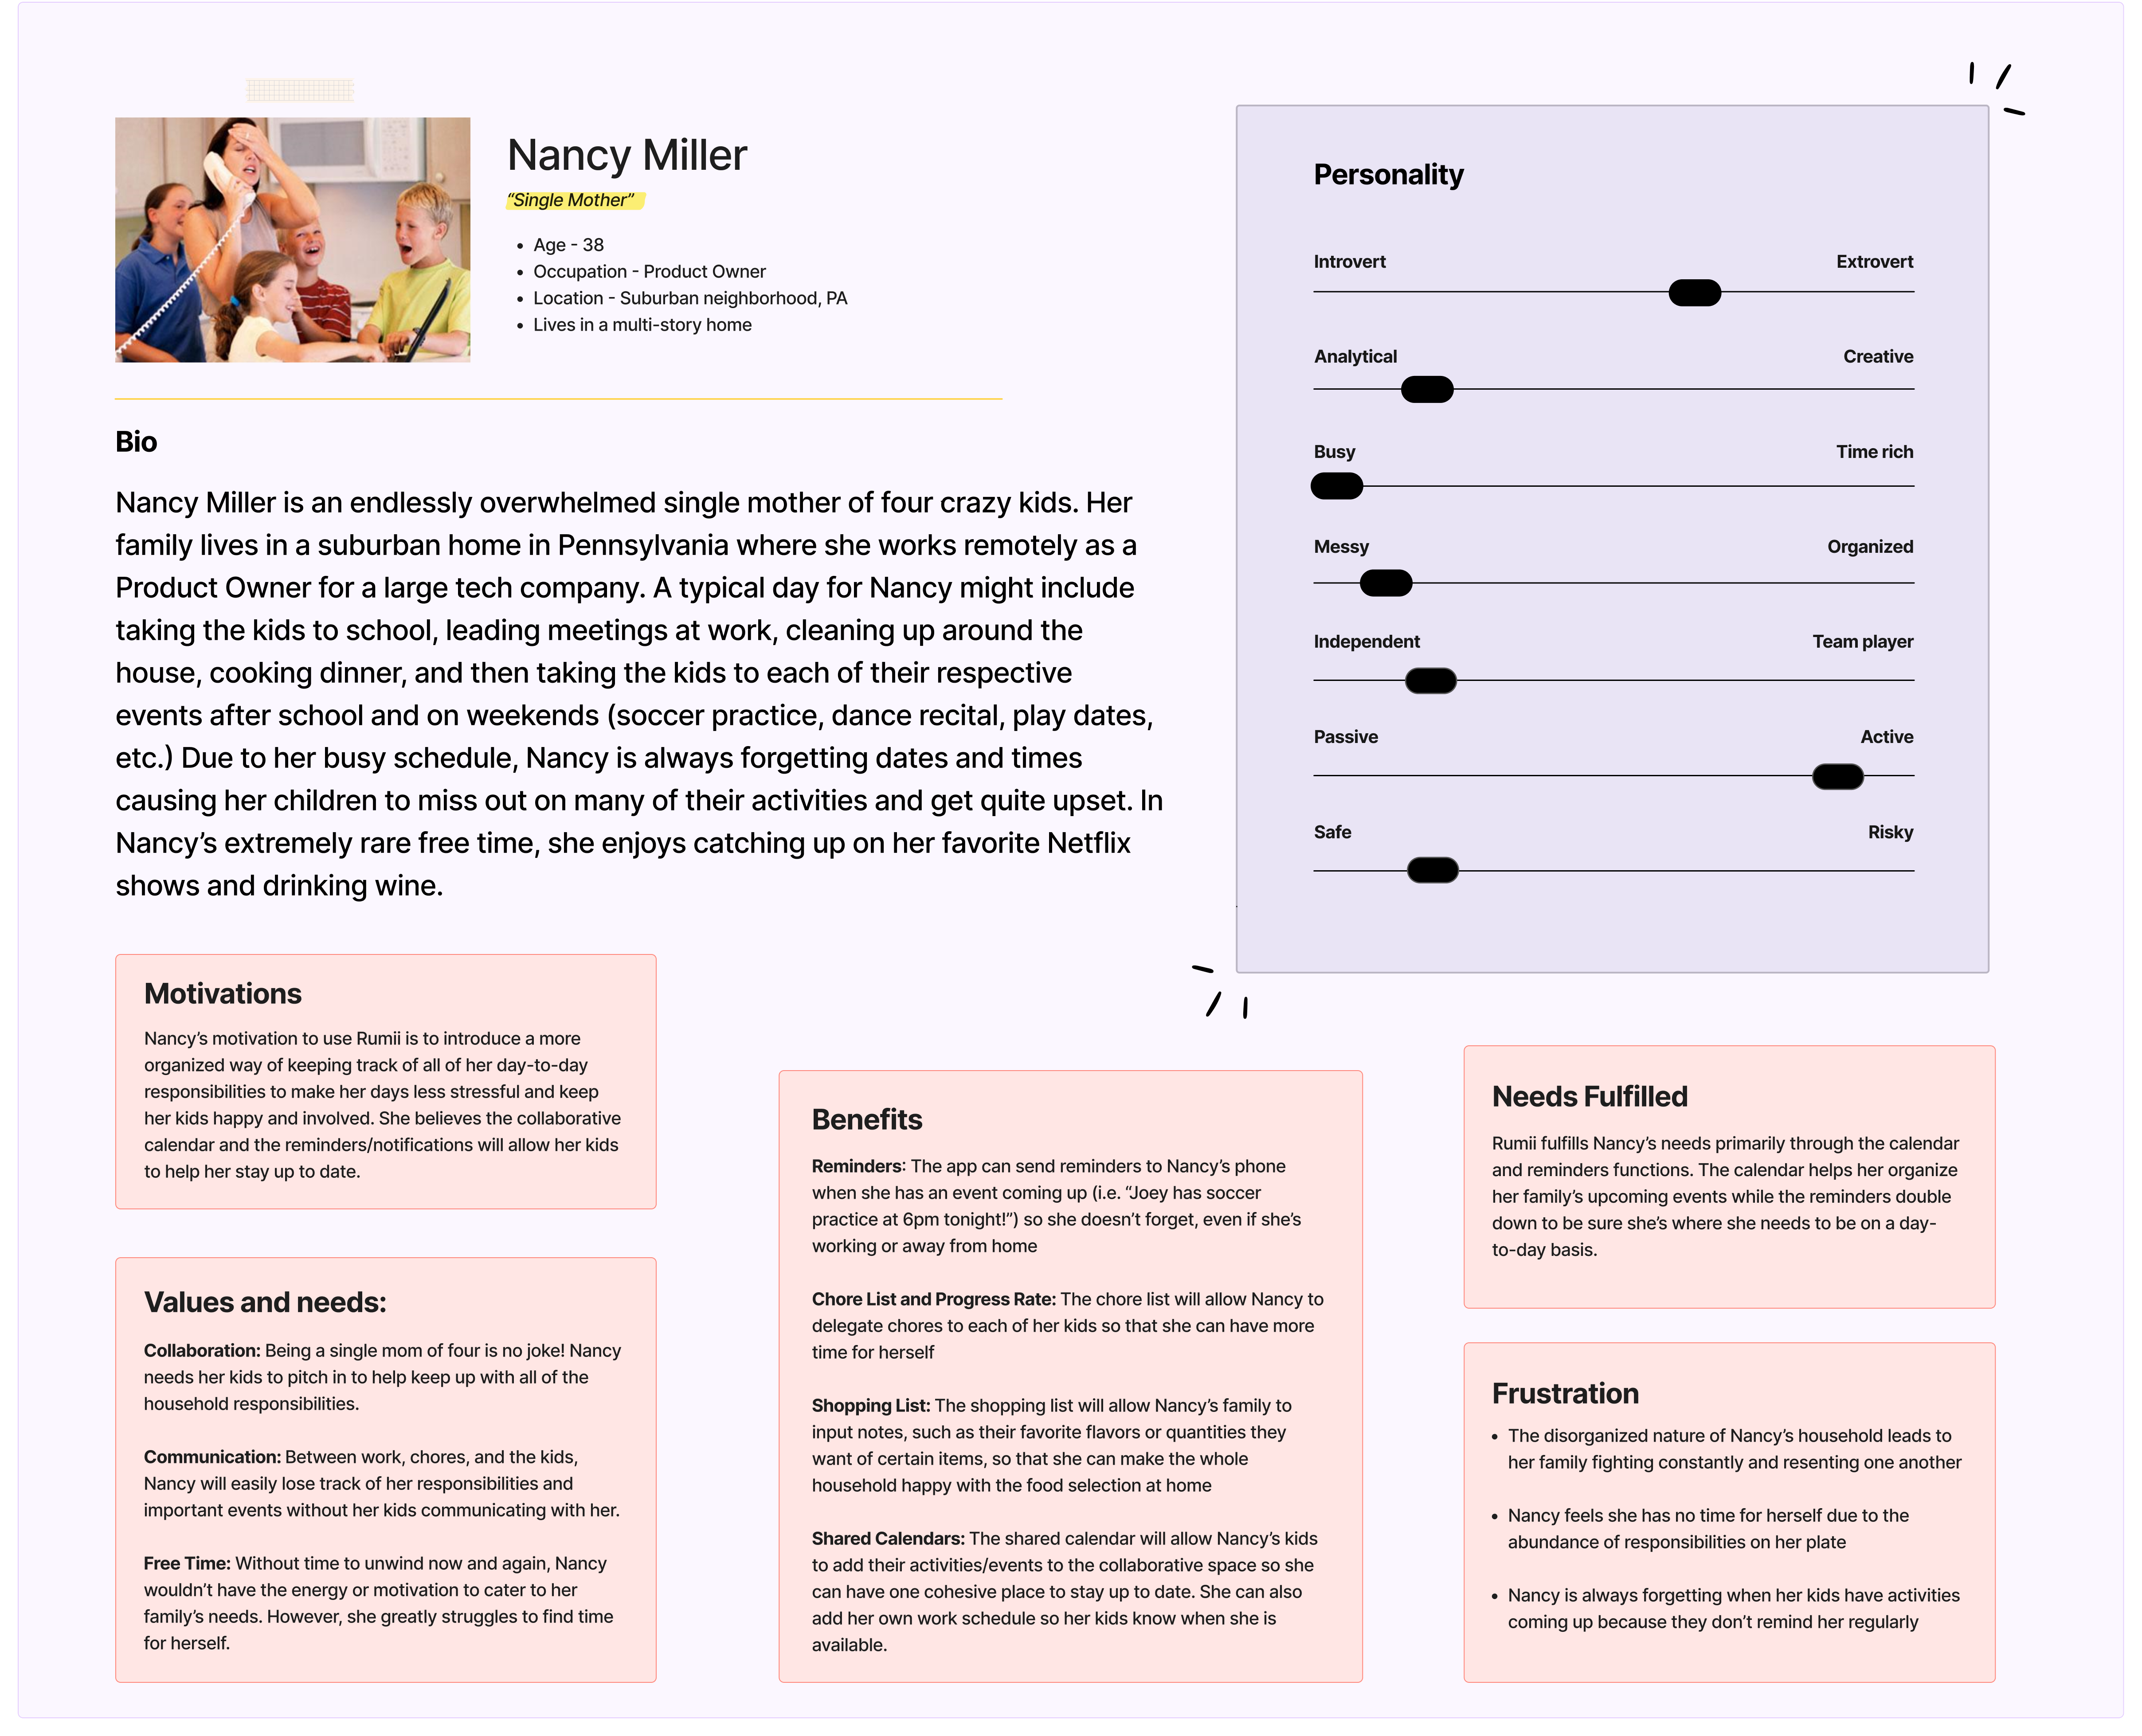 Nancy Miller
“Single Mother”
• Age - 38
• Occupation - Product Owner
• Location - Suburban neighborhood, PA
• Lives in a multi-story home
Bio
Nancy Miller is an endlessly overwhelmed single mother of four crazy kids. Her
family lives in a suburban home in Pennsylvania where she works remotely as a
Product Owner for a large tech company. A typical day for Nancy might include
taking the kids to school, leading meetings at work, cleaning up around the
house, cooking dinner, and then taking the kids to each of their respective
events after school and on weekends (soccer practice, dance recital, play dates,
etc.) Due to her busy schedule, Nancy is always forgetting dates and times
causing her children to miss out on many of their activities and get quite upset. In
Nancy’s extremely rare free time, she enjoys catching up on her favorite Netflix
shows and drinking wine.
Personality
Introvert Extrovert
Analytical Creative
Busy Time rich
Messy Organized
Independent Team player
Passive Active
Safe Risky
Motivations
Nancy’s motivation to use Rumii is to introduce a more
organized way of keeping track of all of her day-to-day
responsibilities to make her days less stressful and keep
her kids happy and involved. She believes the collaborative
calendar and the reminders/notifications will allow her kids
to help her stay up to date.
Values and needs:
Collaboration: Being a single mom of four is no joke! Nancy
needs her kids to pitch in to help keep up with all of the
household responsibilities.
Communication: Between work, chores, and the kids,
Nancy will easily lose track of her responsibilities and
important events without her kids communicating with her.
Free Time: Without time to unwind now and again, Nancy
wouldn’t have the energy or motivation to cater to her
family’s needs. However, she greatly struggles to find time
for herself.
Benefits
Reminders: The app can send reminders to Nancy’s phone
when she has an event coming up (i.e. “Joey has soccer
practice at 6pm tonight!”) so she doesn’t forget, even if she’s
working or away from home
Chore List and Progress Rate: The chore list will allow Nancy to
delegate chores to each of her kids so that she can have more
time for herself
Shopping List: The shopping list will allow Nancy’s family to
input notes, such as their favorite flavors or quantities they
want of certain items, so that she can make the whole
household happy with the food selection at home
Shared Calendars: The shared calendar will allow Nancy’s kids
to add their activities/events to the collaborative space so she
can have one cohesive place to stay up to date. She can also
add her own work schedule so her kids know when she is
available.
Needs Fulfilled
Rumii fulfills Nancy’s needs primarily through the calendar
and reminders functions. The calendar helps her organize
her family’s upcoming events while the reminders double
down to be sure she’s where she needs to be on a day-
to-day basis.
Frustration
• The disorganized nature of Nancy’s household leads to
her family fighting constantly and resenting one another
• Nancy feels she has no time for herself due to the
abundance of responsibilities on her plate
• Nancy is always forgetting when her kids have activities
coming up because they don’t remind her regularly